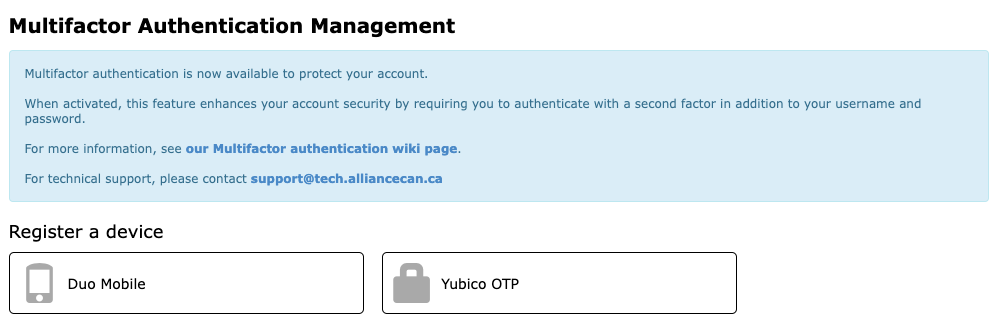 Multifactor Authentication Management
Multifactor authentication is now available to protect your account.
When activated, this feature enhances your account security by requiring you to authenticate with a second factor in addition to your username and
password.
For more information, see our Multifactor authentication wiki page.
For technical support, please contact support@tech.alliancecan.ca
Register a device
Duo Mobile
Yubico OTP